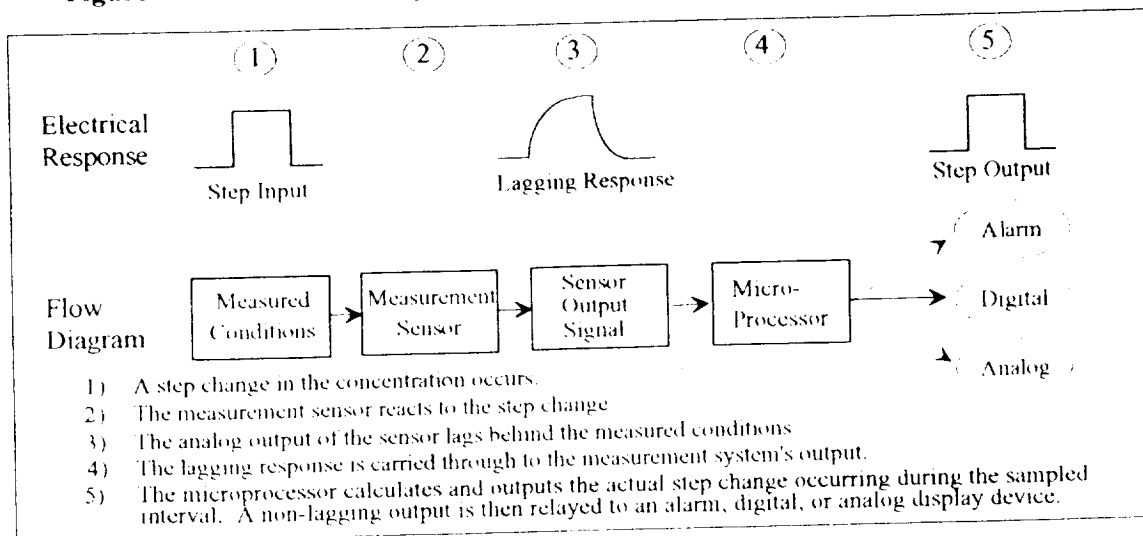 1 2 3 4 5
Electrical
Response
Step Input
Lagging Response
Step Output
Flow
Diagram
Measured
Conditions
Measurement
Sensor
Sensor
Output
Signal
Micro-
Processor
Alarm
Digital
Analog
1) A step change in the concentration occurs.
2) The measurement sensor reacts to the step change
3) The analog output of the sensor lags behind the measured conditions
4) The lagging response is carried through to the measurement system's output.
5) The microprocessor calculates and outputs the actual step change occurring during the sampled
interval. A non-lagging output is then relayed to an alarm, digital, or analog display device.